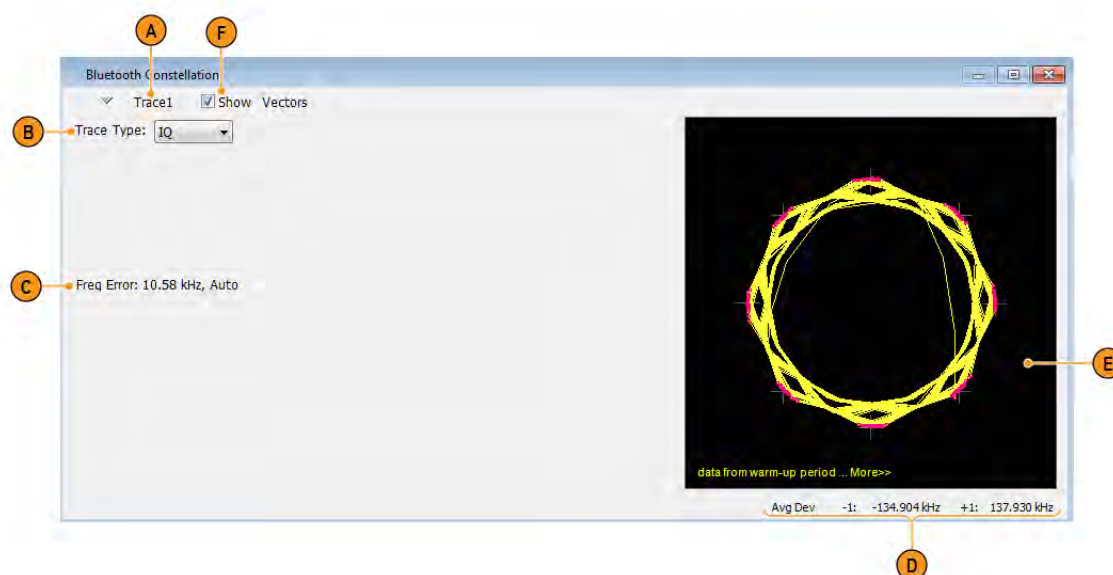 A
F
Bluetooth Constellation
Trace1 Show Vectors
B
Trace Type: IQ
C
Freq Error: 10.58 kHz, Auto
E
data from warm-up period ... More>>
Avg Dev -1: -134.904 kHz +1: 137.930 kHz
D